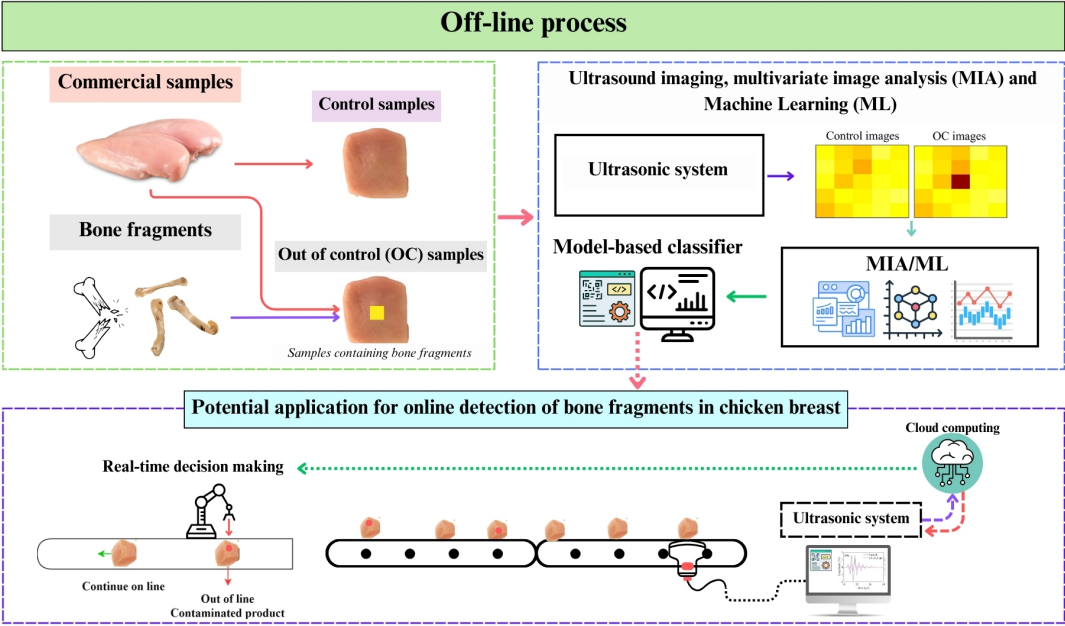 Off-line process
Commercial samples
Control samples
Bone fragments
Out of control (OC) samples
Samples containing bone fragments
Ultrasound imaging, multivariate image analysis (MIA) and
Machine Learning (ML)
Ultrasonic system
Control images
OC images
Model-based classifier
MIA/ML
Potential application for online detection of bone fragments in chicken breast
Cloud computing
Real-time decision making
Ultrasonic system
Continue on line
Out of line
Contaminated product